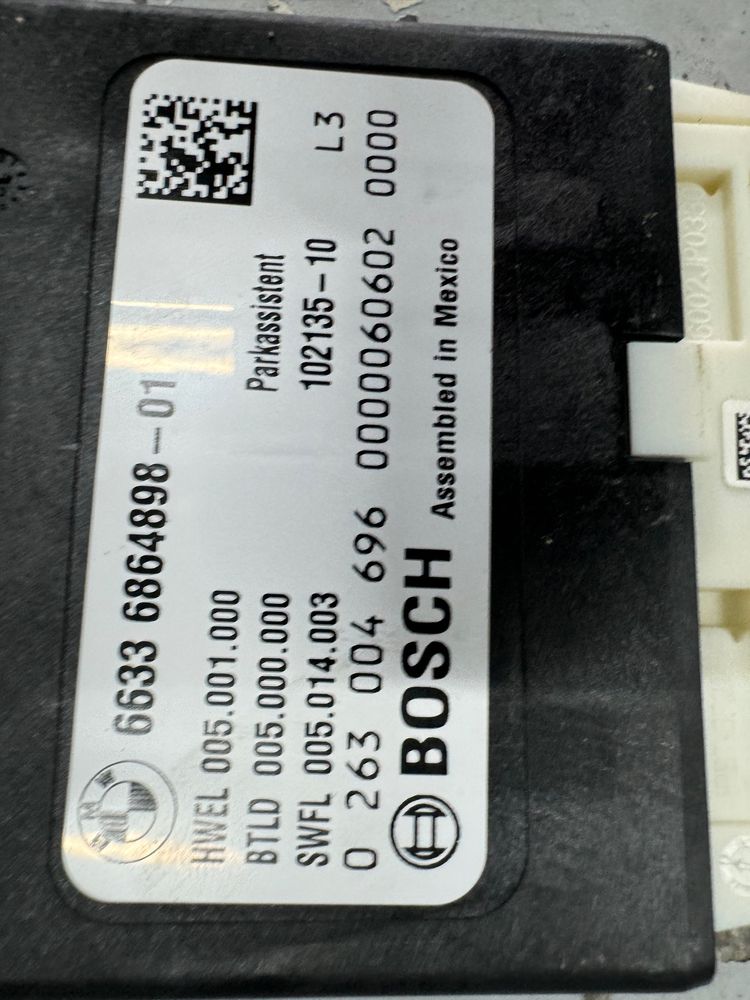 6633 6864898-01
HWEL 005.001.000
BTLD 005.000.000 Parkassistent
SWFL 005.014.003 102135-10 L3
0 263 004 696 0000060602 0000
BOSCH Assembled in Mexico